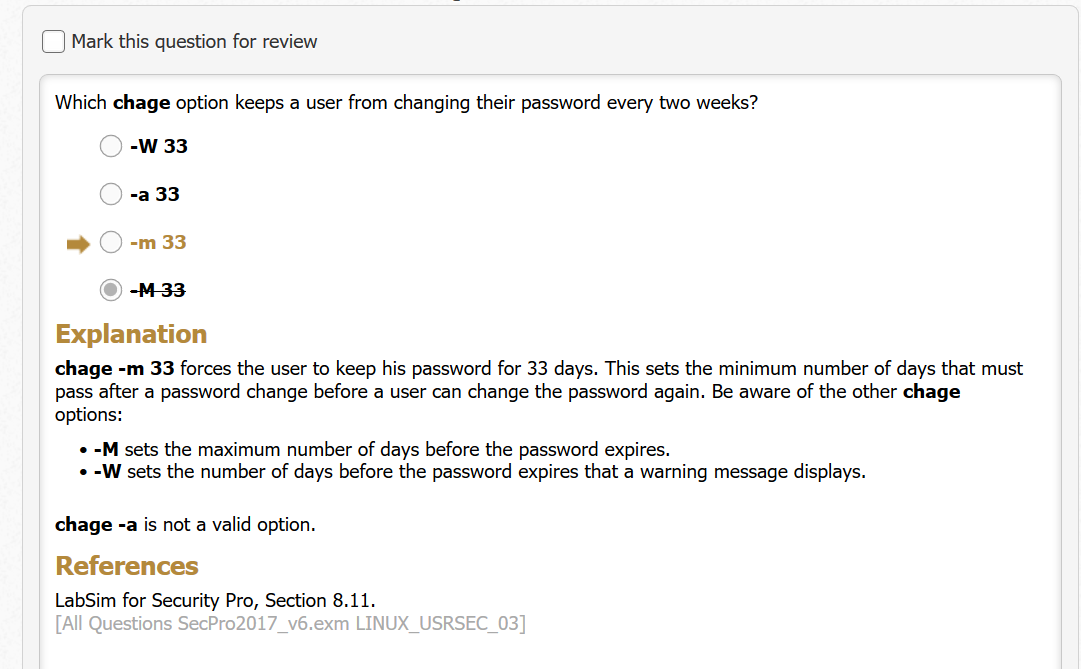 Mark this question for review
Which chage option keeps a user from changing their password every two weeks?
-W 33
-a 33
-m 33
-M 33
Explanation
chage -m 33 forces the user to keep his password for 33 days. This sets the minimum number of days that must
pass after a password change before a user can change the password again. Be aware of the other chage
options:
• -M sets the maximum number of days before the password expires.
• -W sets the number of days before the password expires that a warning message displays.
chage -a is not a valid option.
References
LabSim for Security Pro, Section 8.11.
[All Questions SecPro2017_v6.exm LINUX_USRSEC_03]